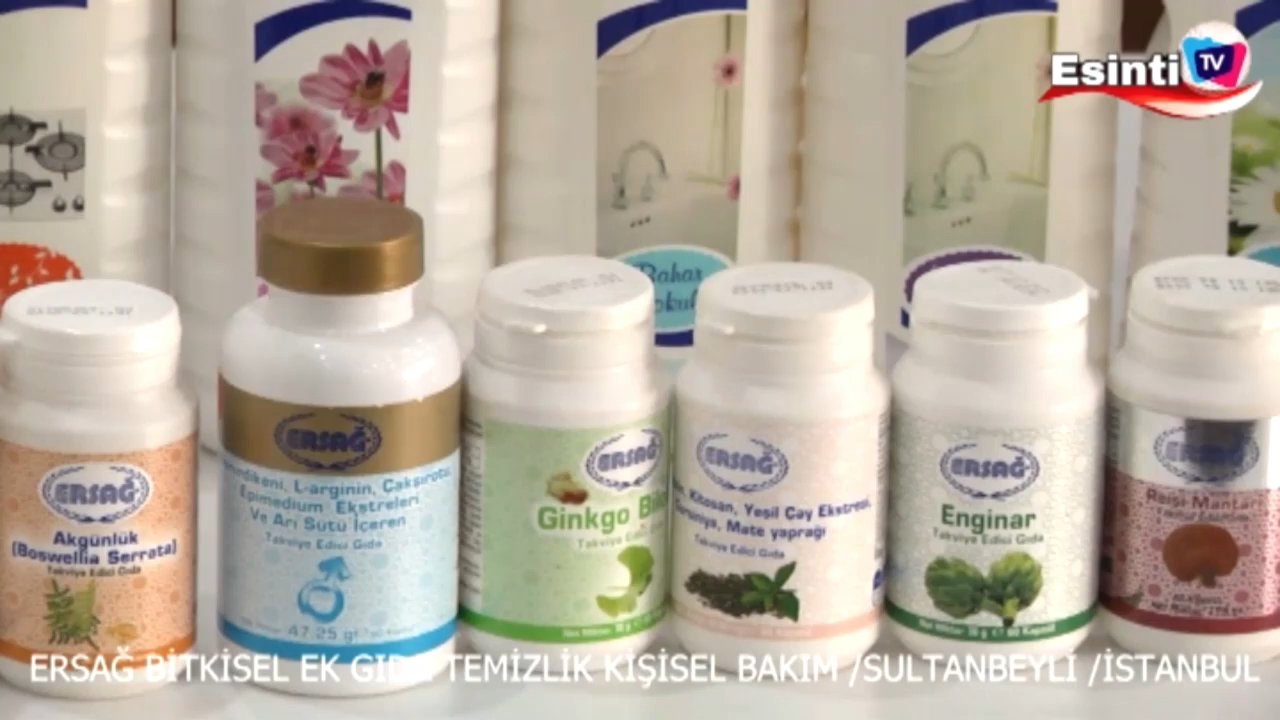 Esinti TV
Bahar
ERSAĞ
Akgünlük
(Boswellia Serrata)
Takviye Edici Gıda
ERSAĞ
L-arginin, Çakşırotu,
Epimedium Ekstreleri
Ve Arı Sütü İçeren
Takviye Edici Gıda
47.25 g
ERSAĞ
Ginkgo
Takviye Edici
ERSAĞ
Kitosan, Yeşil Çay Ekstresi,
Mate yaprağı
Takviye Edici Gıda
ERSAĞ
Enginar
Takviye Edici Gıda
Reişi Mantarı
ERSAĞ BİTKİSEL EK GIDA TEMİZLİK KİŞİSEL BAKIM /SULTANBEYLİ /İSTANBUL